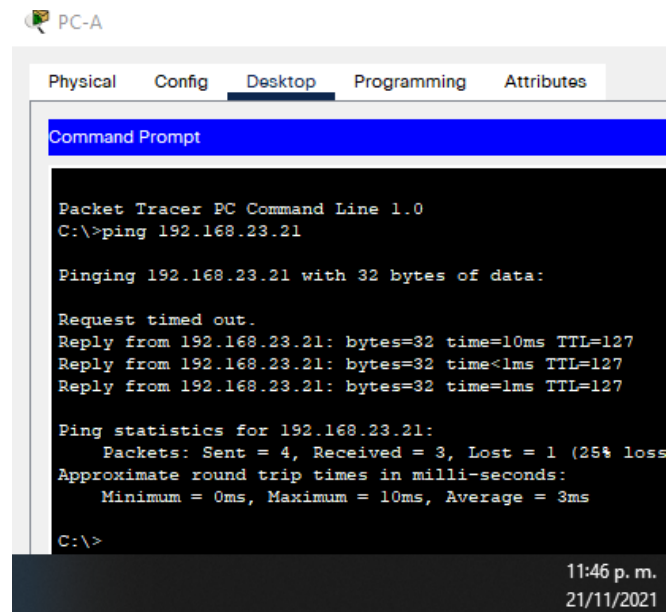 PC-A
Physical Config Desktop Programming Attributes
Command Prompt
Packet Tracer PC Command Line 1.0
C:\>ping 192.168.23.21
Pinging 192.168.23.21 with 32 bytes of data:
Request timed out.
Reply from 192.168.23.21: bytes=32 time=10ms TTL=127
Reply from 192.168.23.21: bytes=32 time<1ms TTL=127
Reply from 192.168.23.21: bytes=32 time=1ms TTL=127
Ping statistics for 192.168.23.21:
Packets: Sent = 4, Received = 3, Lost = 1 (25% loss
Approximate round trip times in milli-seconds:
Minimum = 0ms, Maximum = 10ms, Average = 3ms
C:\>
11:46 p. m.
21/11/2021